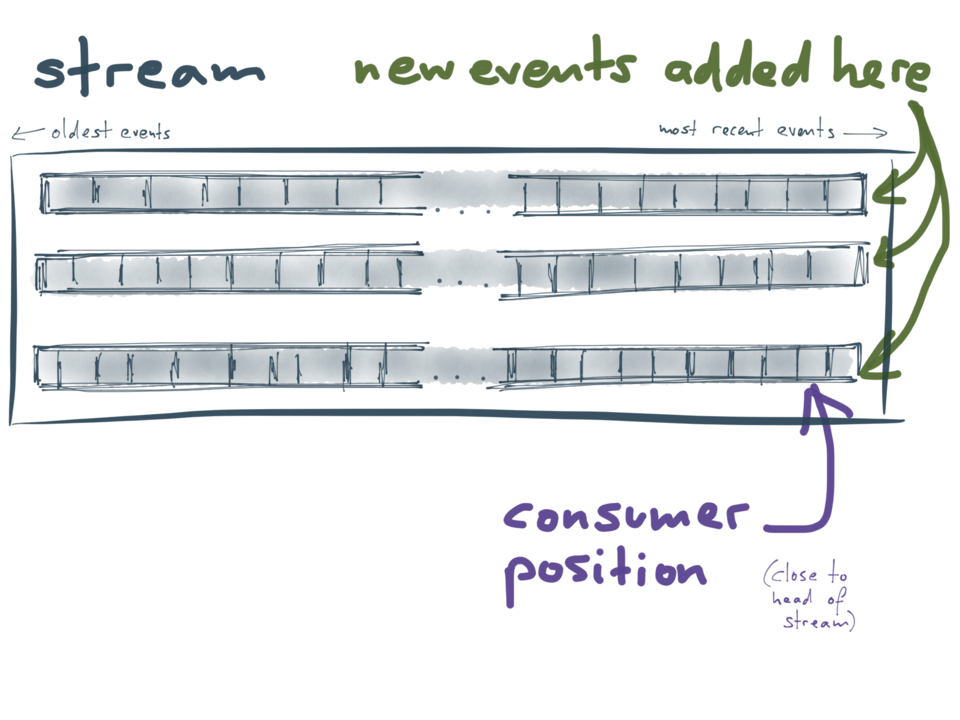 stream
new events added here
← oldest events
most recent events →
consumer
position
(close to
head of
stream)